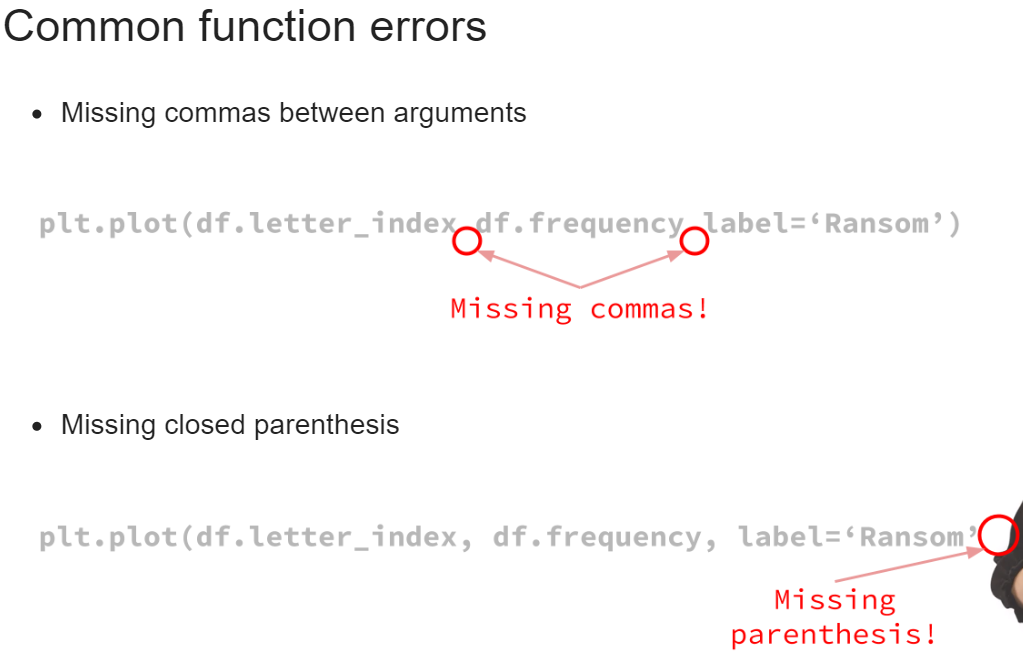 Common function errors
• Missing commas between arguments
plt.plot(df.letter_index df.frequency label=‘Ransom’)
Missing commas!
• Missing closed parenthesis
plt.plot(df.letter_index, df.frequency, label=‘Ransom’
Missing
parenthesis!